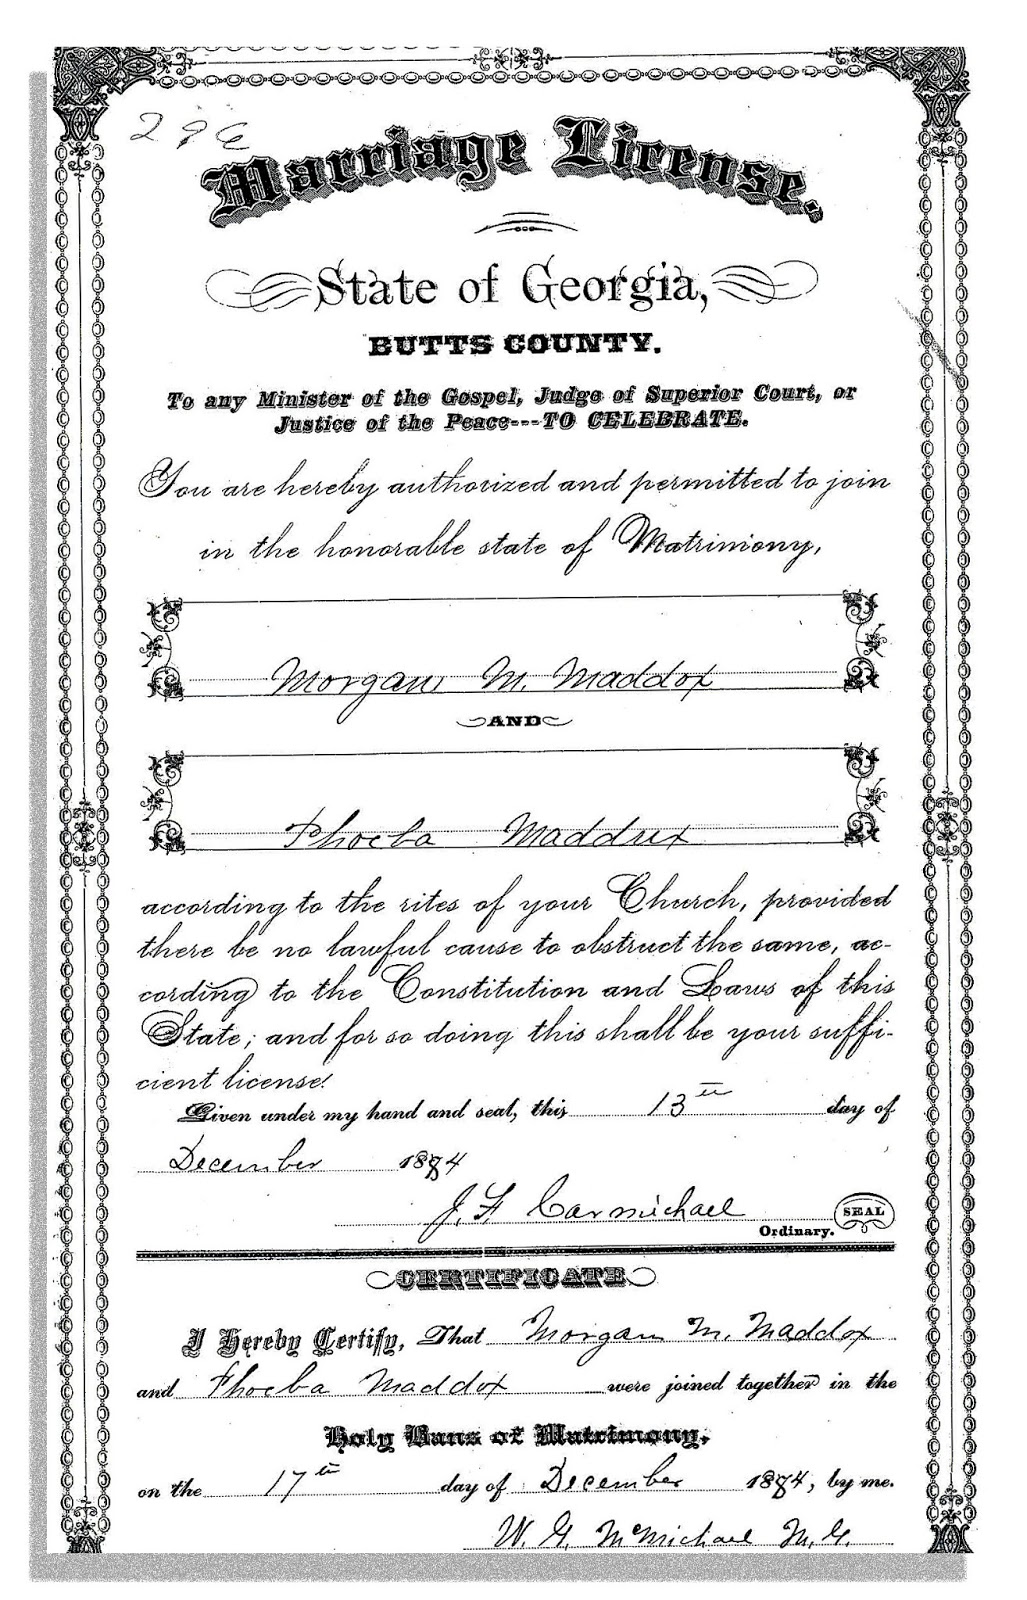 296
Marriage License.
State of Georgia,
BUTTS COUNTY.
To any Minister of the Gospel, Judge of Superior Court, or
Justice of the Peace---TO CELEBRATE.
You are hereby authorized and permitted to join
in the honorable state of Matrimony,
Morgan M. Maddox
AND
Phoeba Maddux
according to the rites of your Church, provided
there be no lawful cause to obstruct the same, ac-
cording to the Constitution and Laws of this
State; and for so doing this shall be your suffi-
cient license.
Given under my hand and seal, this 13th day of
December 1884
J. F. Carmichael
Ordinary. SEAL
CERTIFICATE
I Hereby Certify, That Morgan M. Maddox
and Phoeba Maddox were joined together in the
Holy Bans of Matrimony.
on the 17th day of December 1884, by me.
W. G. McMichael M. G.